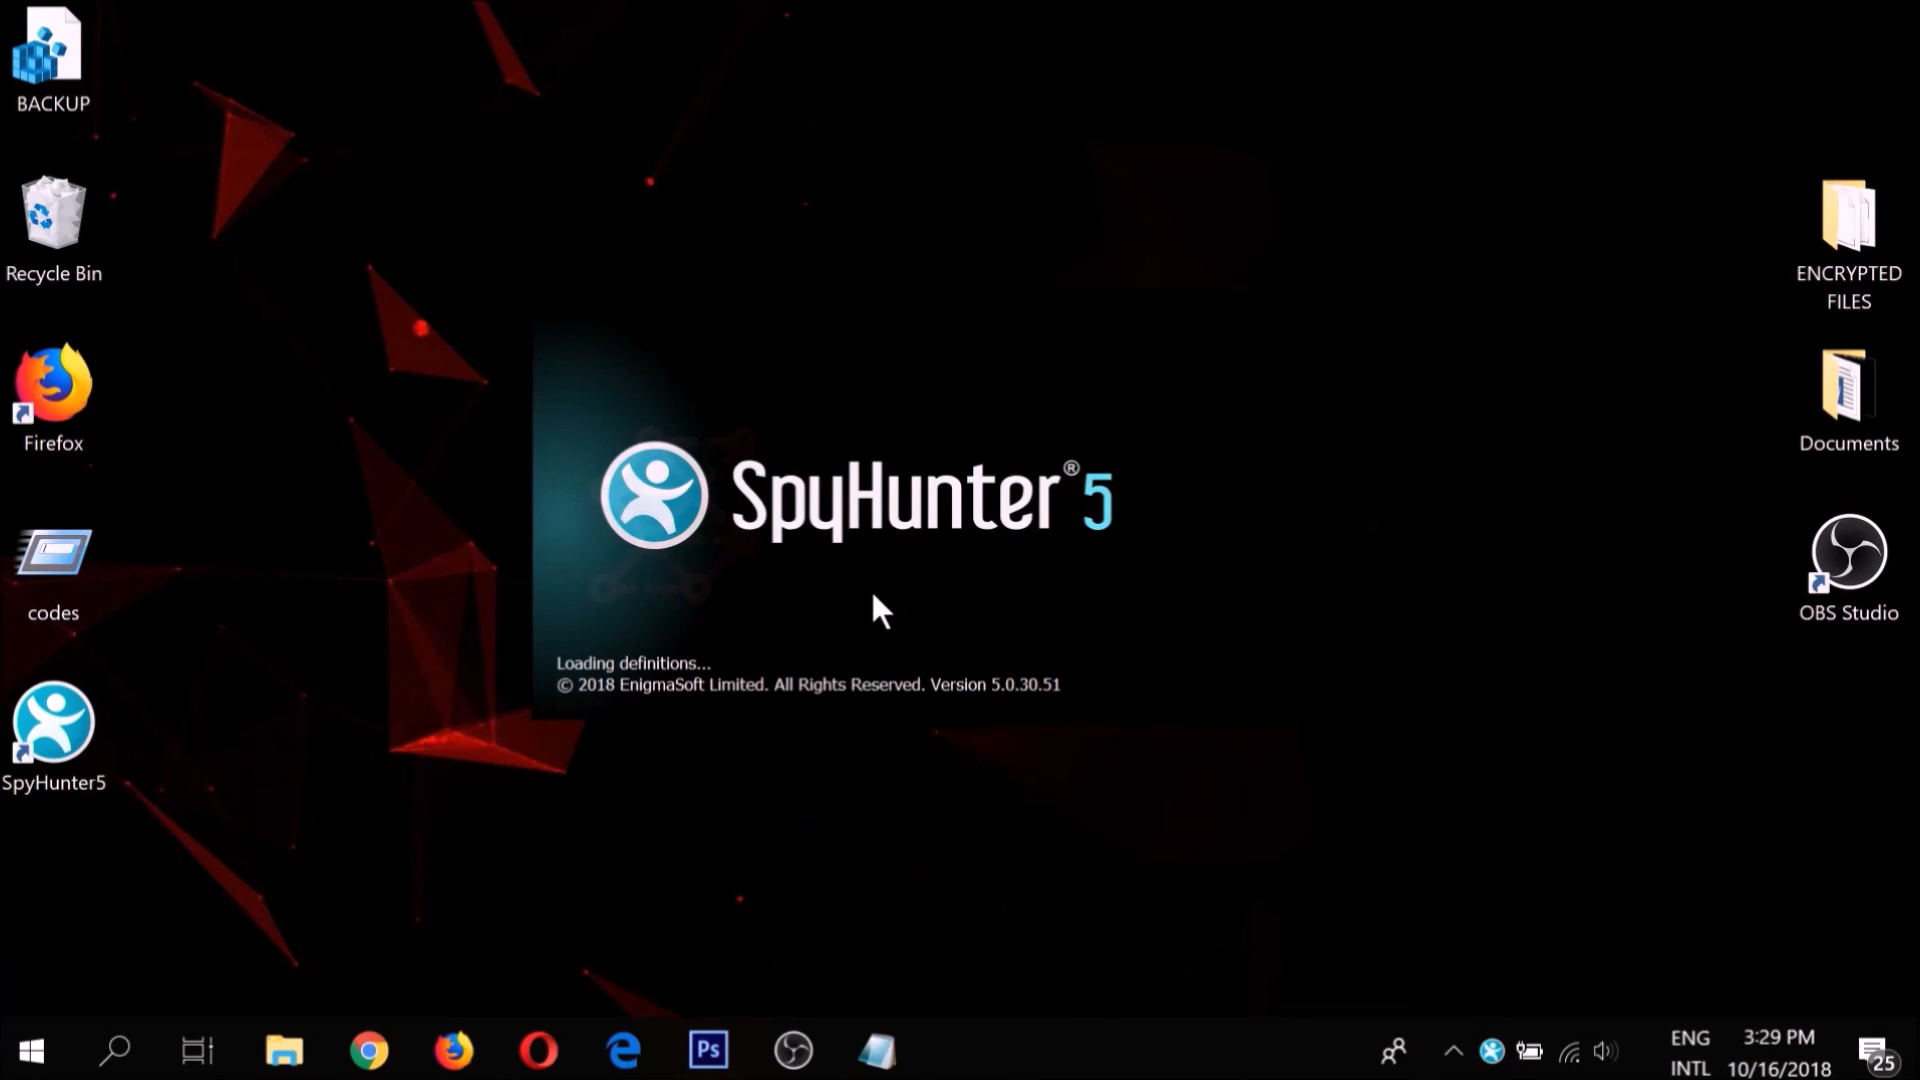 BACKUP
Recycle Bin
Firefox
codes
SpyHunter5
SpyHunter®5
Loading definitions...
© 2018 EnigmaSoft Limited. All Rights Reserved. Version 5.0.30.51
ENCRYPTED
FILES
Documents
OBS Studio
Ps
ENG
INTL
3:29 PM
10/16/2018
25